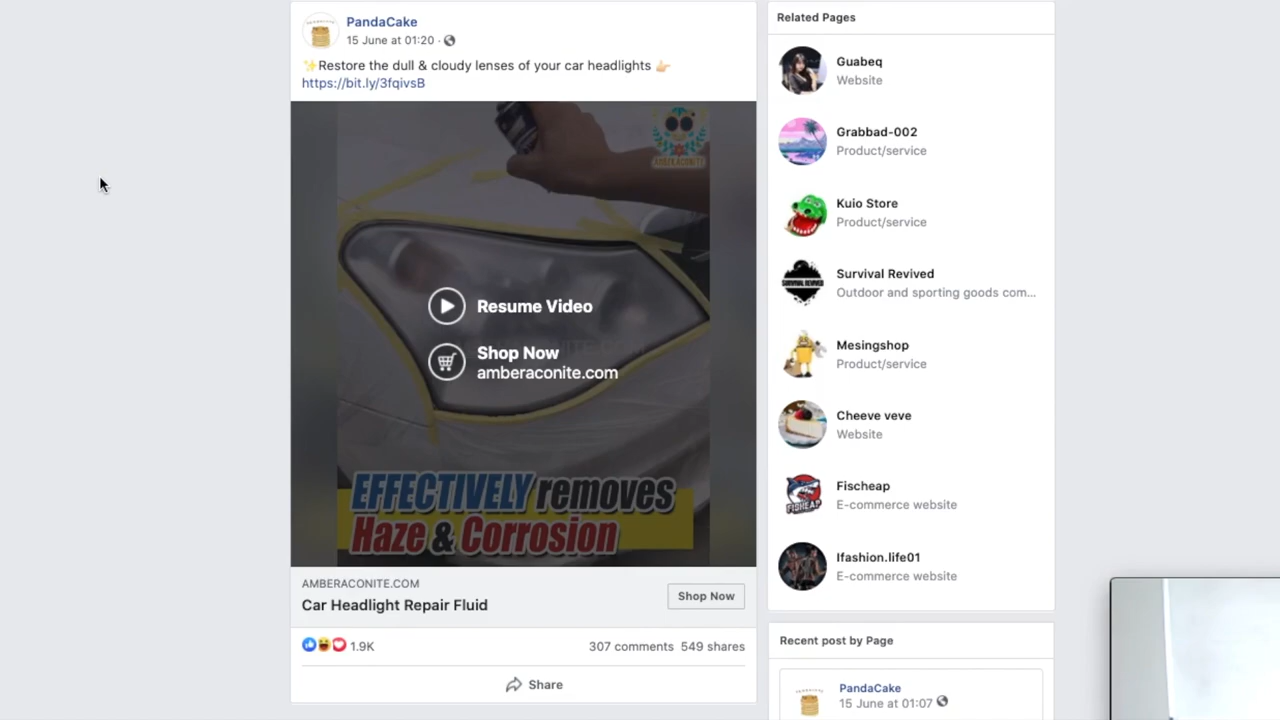 PandaCake
15 June at 01:20
✨Restore the dull & cloudy lenses of your car headlights 👉🏻
https://bit.ly/3fqivsB
AMBERACONITE
Resume Video
Shop Now
amberaconite.com
EFFECTIVELY removes
Haze & Corrosion
AMBERACONITE.COM
Car Headlight Repair Fluid
Shop Now
1.9K
307 comments 549 shares
Share
Related Pages
Guabeq
Website
Grabbad-002
Product/service
Kuio Store
Product/service
Survival Revived
SURVIVAL REVIVED
Outdoor and sporting goods com...
Mesingshop
Product/service
Cheeve veve
Website
Fischeap
FISHEAP
E-commerce website
Ifashion.life01
E-commerce website
Recent post by Page
PandaCake
15 June at 01:07